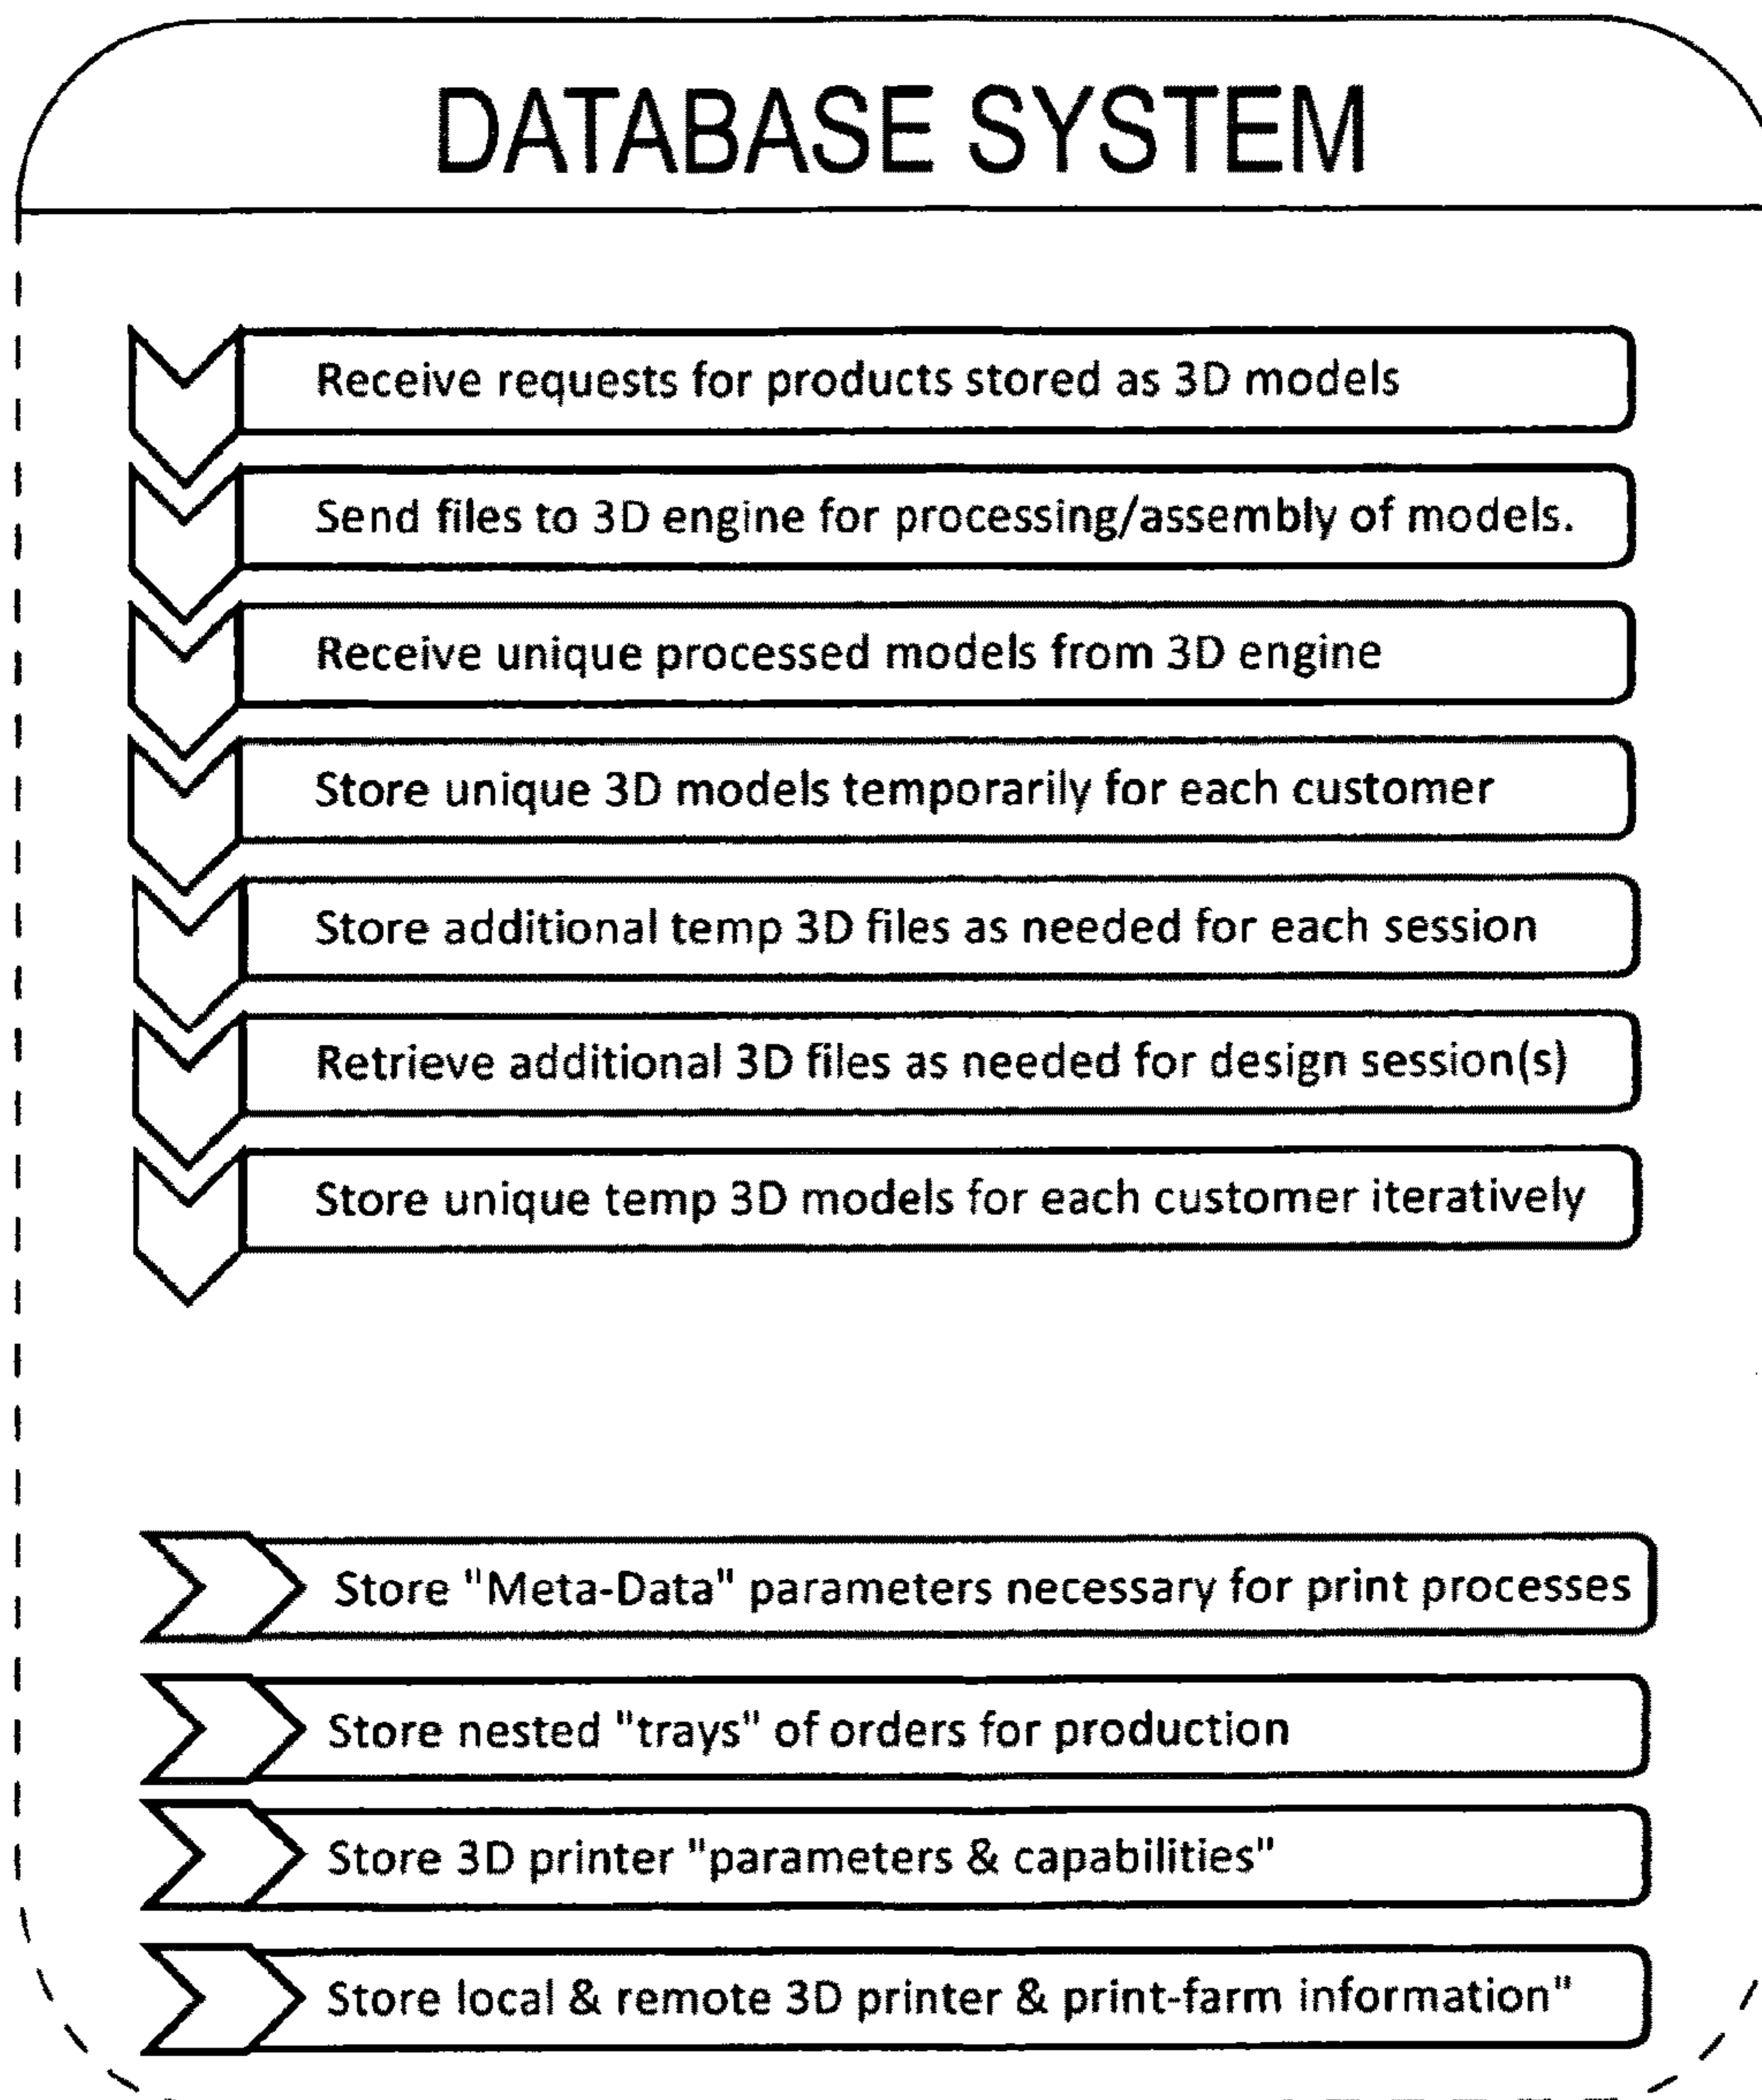 DATABASE SYSTEM
Receive requests for products stored as 3D models
Send files to 3D engine for processing/assembly of models.
Receive unique processed models from 3D engine
Store unique 3D models temporarily for each customer
Store additional temp 3D files as needed for each session
Retrieve additional 3D files as needed for design session(s)
Store unique temp 3D models for each customer iteratively
Store "Meta-Data" parameters necessary for print processes
Store nested "trays" of orders for production
Store 3D printer "parameters & capabilities"
Store local & remote 3D printer & print-farm information"